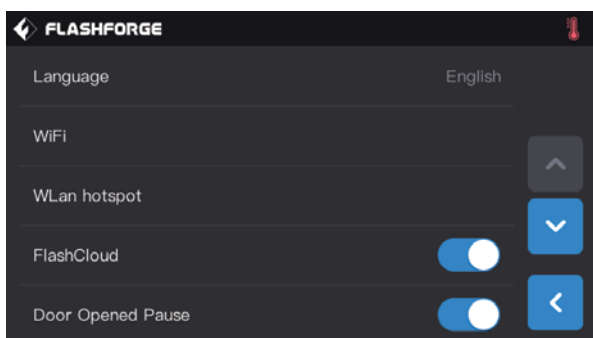 FLASHFORGE
Language English
WiFi
WLan hotspot
FlashCloud
Door Opened Pause